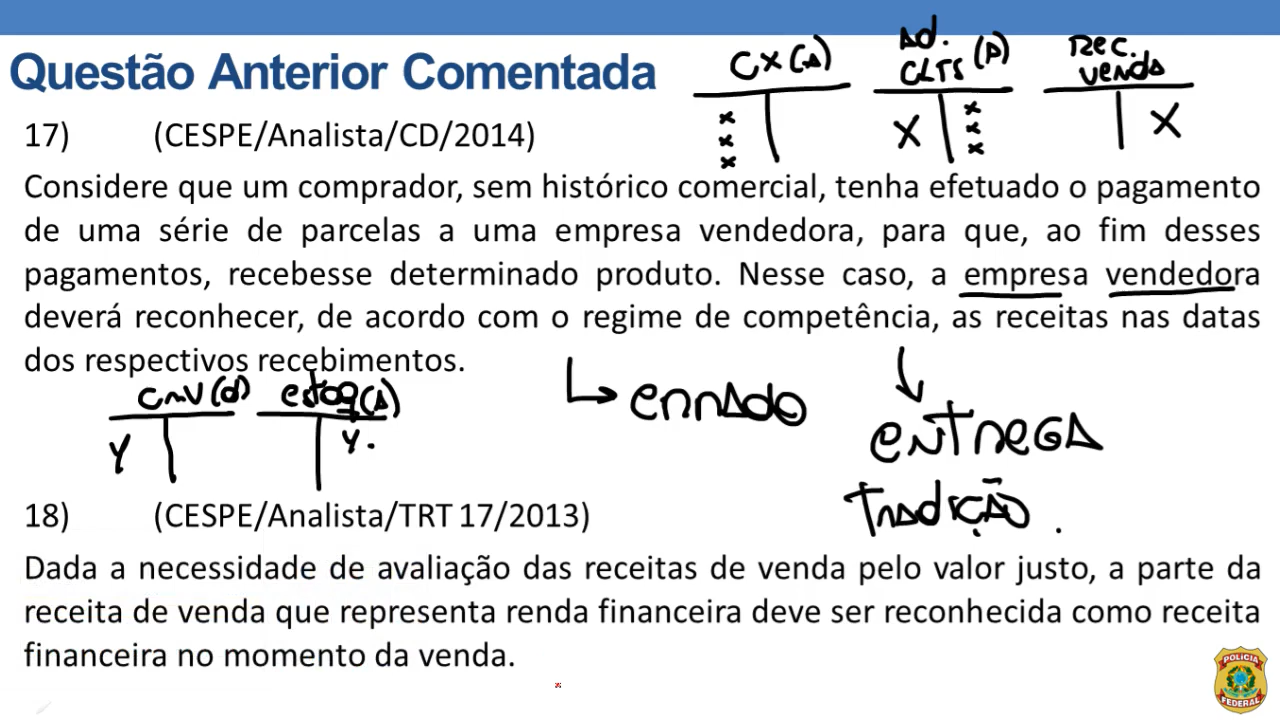 Questão Anterior Comentada
CX (A)
Ad. CLTS (P)
Rec. venda
x x x
X
x x x
X
17) (CESPE/Analista/CD/2014)
Considere que um comprador, sem histórico comercial, tenha efetuado o pagamento
de uma série de parcelas a uma empresa vendedora, para que, ao fim desses
pagamentos, recebesse determinado produto. Nesse caso, a empresa vendedora
deverá reconhecer, de acordo com o regime de competência, as receitas nas datas
dos respectivos recebimentos.
CMV (d)
estoq (A)
Y
Y.
errado
entrega
tradição.
18) (CESPE/Analista/TRT 17/2013)
Dada a necessidade de avaliação das receitas de venda pelo valor justo, a parte da
receita de venda que representa renda financeira deve ser reconhecida como receita
financeira no momento da venda.
POLÍCIA
FEDERAL